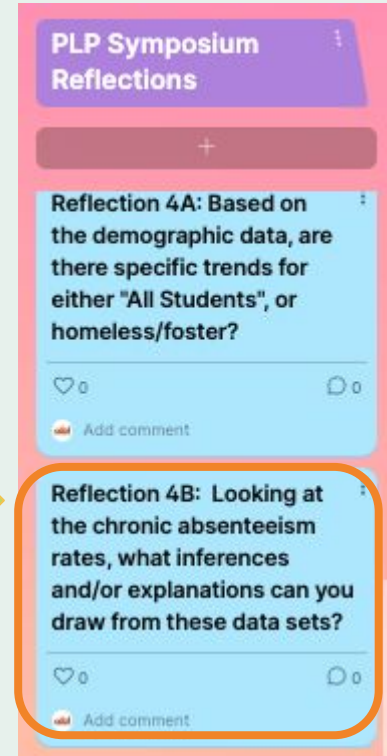 PLP Symposium
Reflections
+
Reflection 4A: Based on
the demographic data, are
there specific trends for
either "All Students", or
homeless/foster?
0
0
Add comment
Reflection 4B: Looking at
the chronic absenteeism
rates, what inferences
and/or explanations can you
draw from these data sets?
0
0
Add comment